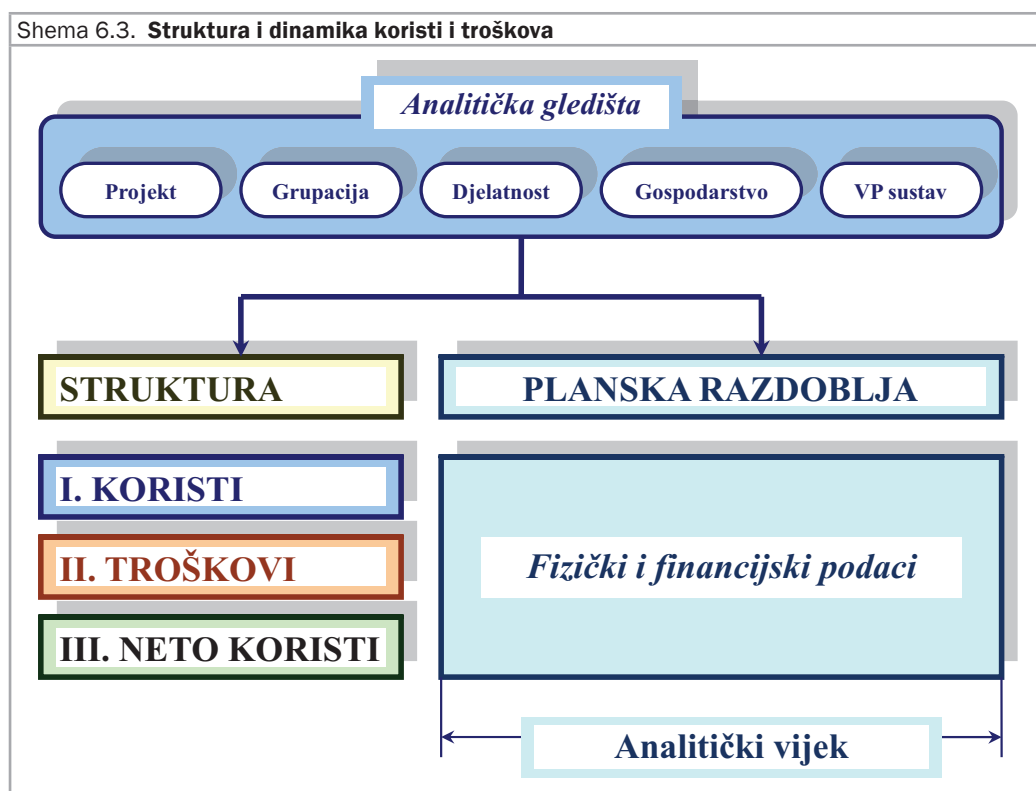 Shema 6.3. Struktura i dinamika koristi i troškova
Analitička gledišta
Projekt
Grupacija
Djelatnost
Gospodarstvo
VP sustav
STRUKTURA
PLANSKA RAZDOBLJA
I. KORISTI
II. TROŠKOVI
III. NETO KORISTI
Fizički i financijski podaci
Analitički vijek